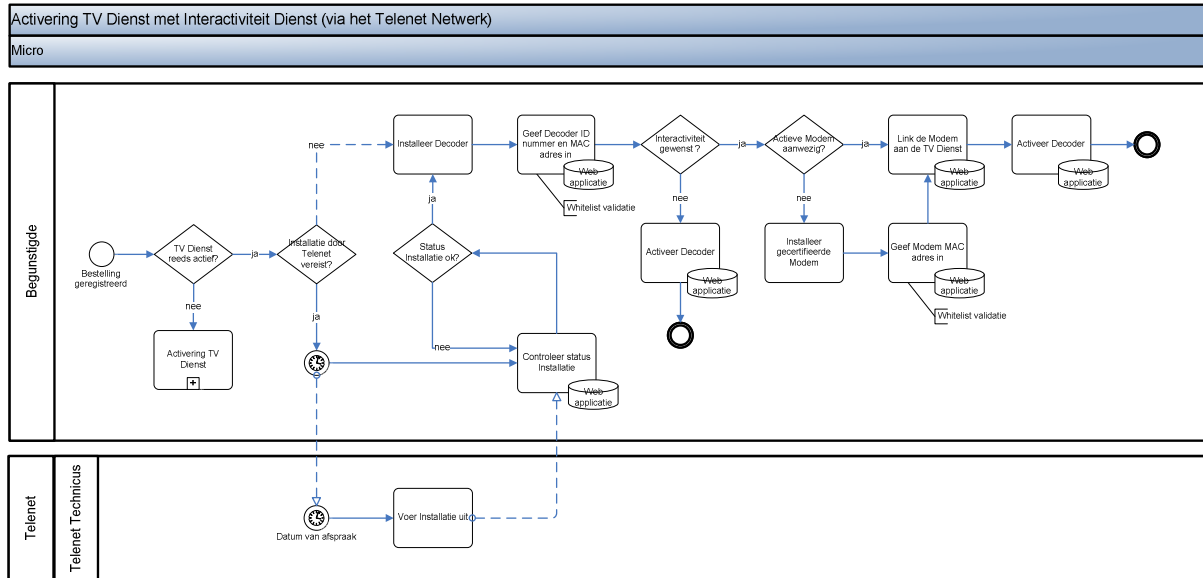 Activering TV Dienst met Interactiviteit Dienst (via het Telenet Netwerk)
Micro
Begunstigde
Bestelling
geregistreerd
TV Dienst
reeds actief?
ja
nee
Activering TV
Dienst
Installatie door
Telenet
vereist?
nee
ja
Installeer Decoder
ja
Status
Installatie ok?
nee
Controleer status
Installatie
Web
applicatie
Geef Decoder ID
nummer en MAC
adres in
Web
applicatie
Whitelist validatie
Interactiviteit
gewenst ?
ja
nee
Activeer Decoder
Web
applicatie
Actieve Modem
aanwezig?
ja
nee
Installeer
gecertifieerde
Modem
Geef Modem MAC
adres in
Web
applicatie
Whitelist validatie
Link de Modem
aan de TV Dienst
Web
applicatie
Activeer Decoder
Web
applicatie
Telenet
Telenet Technicus
Datum van afspraak
Voer Installatie uit